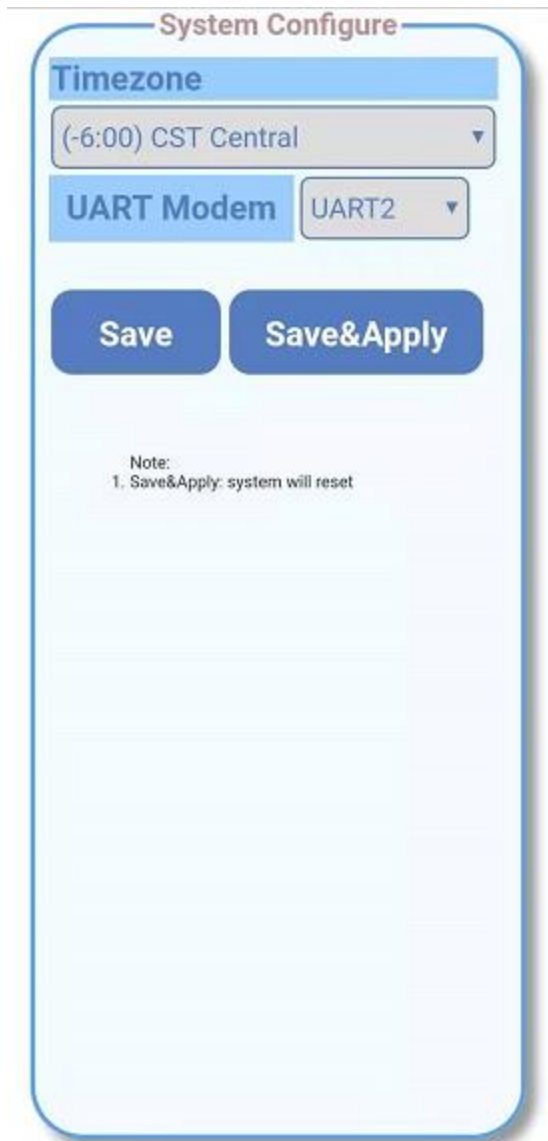 System Configure
Timezone
(-6:00) CST Central
UART Modem UART2
Save Save&Apply
Note:
1. Save&Apply: system will reset